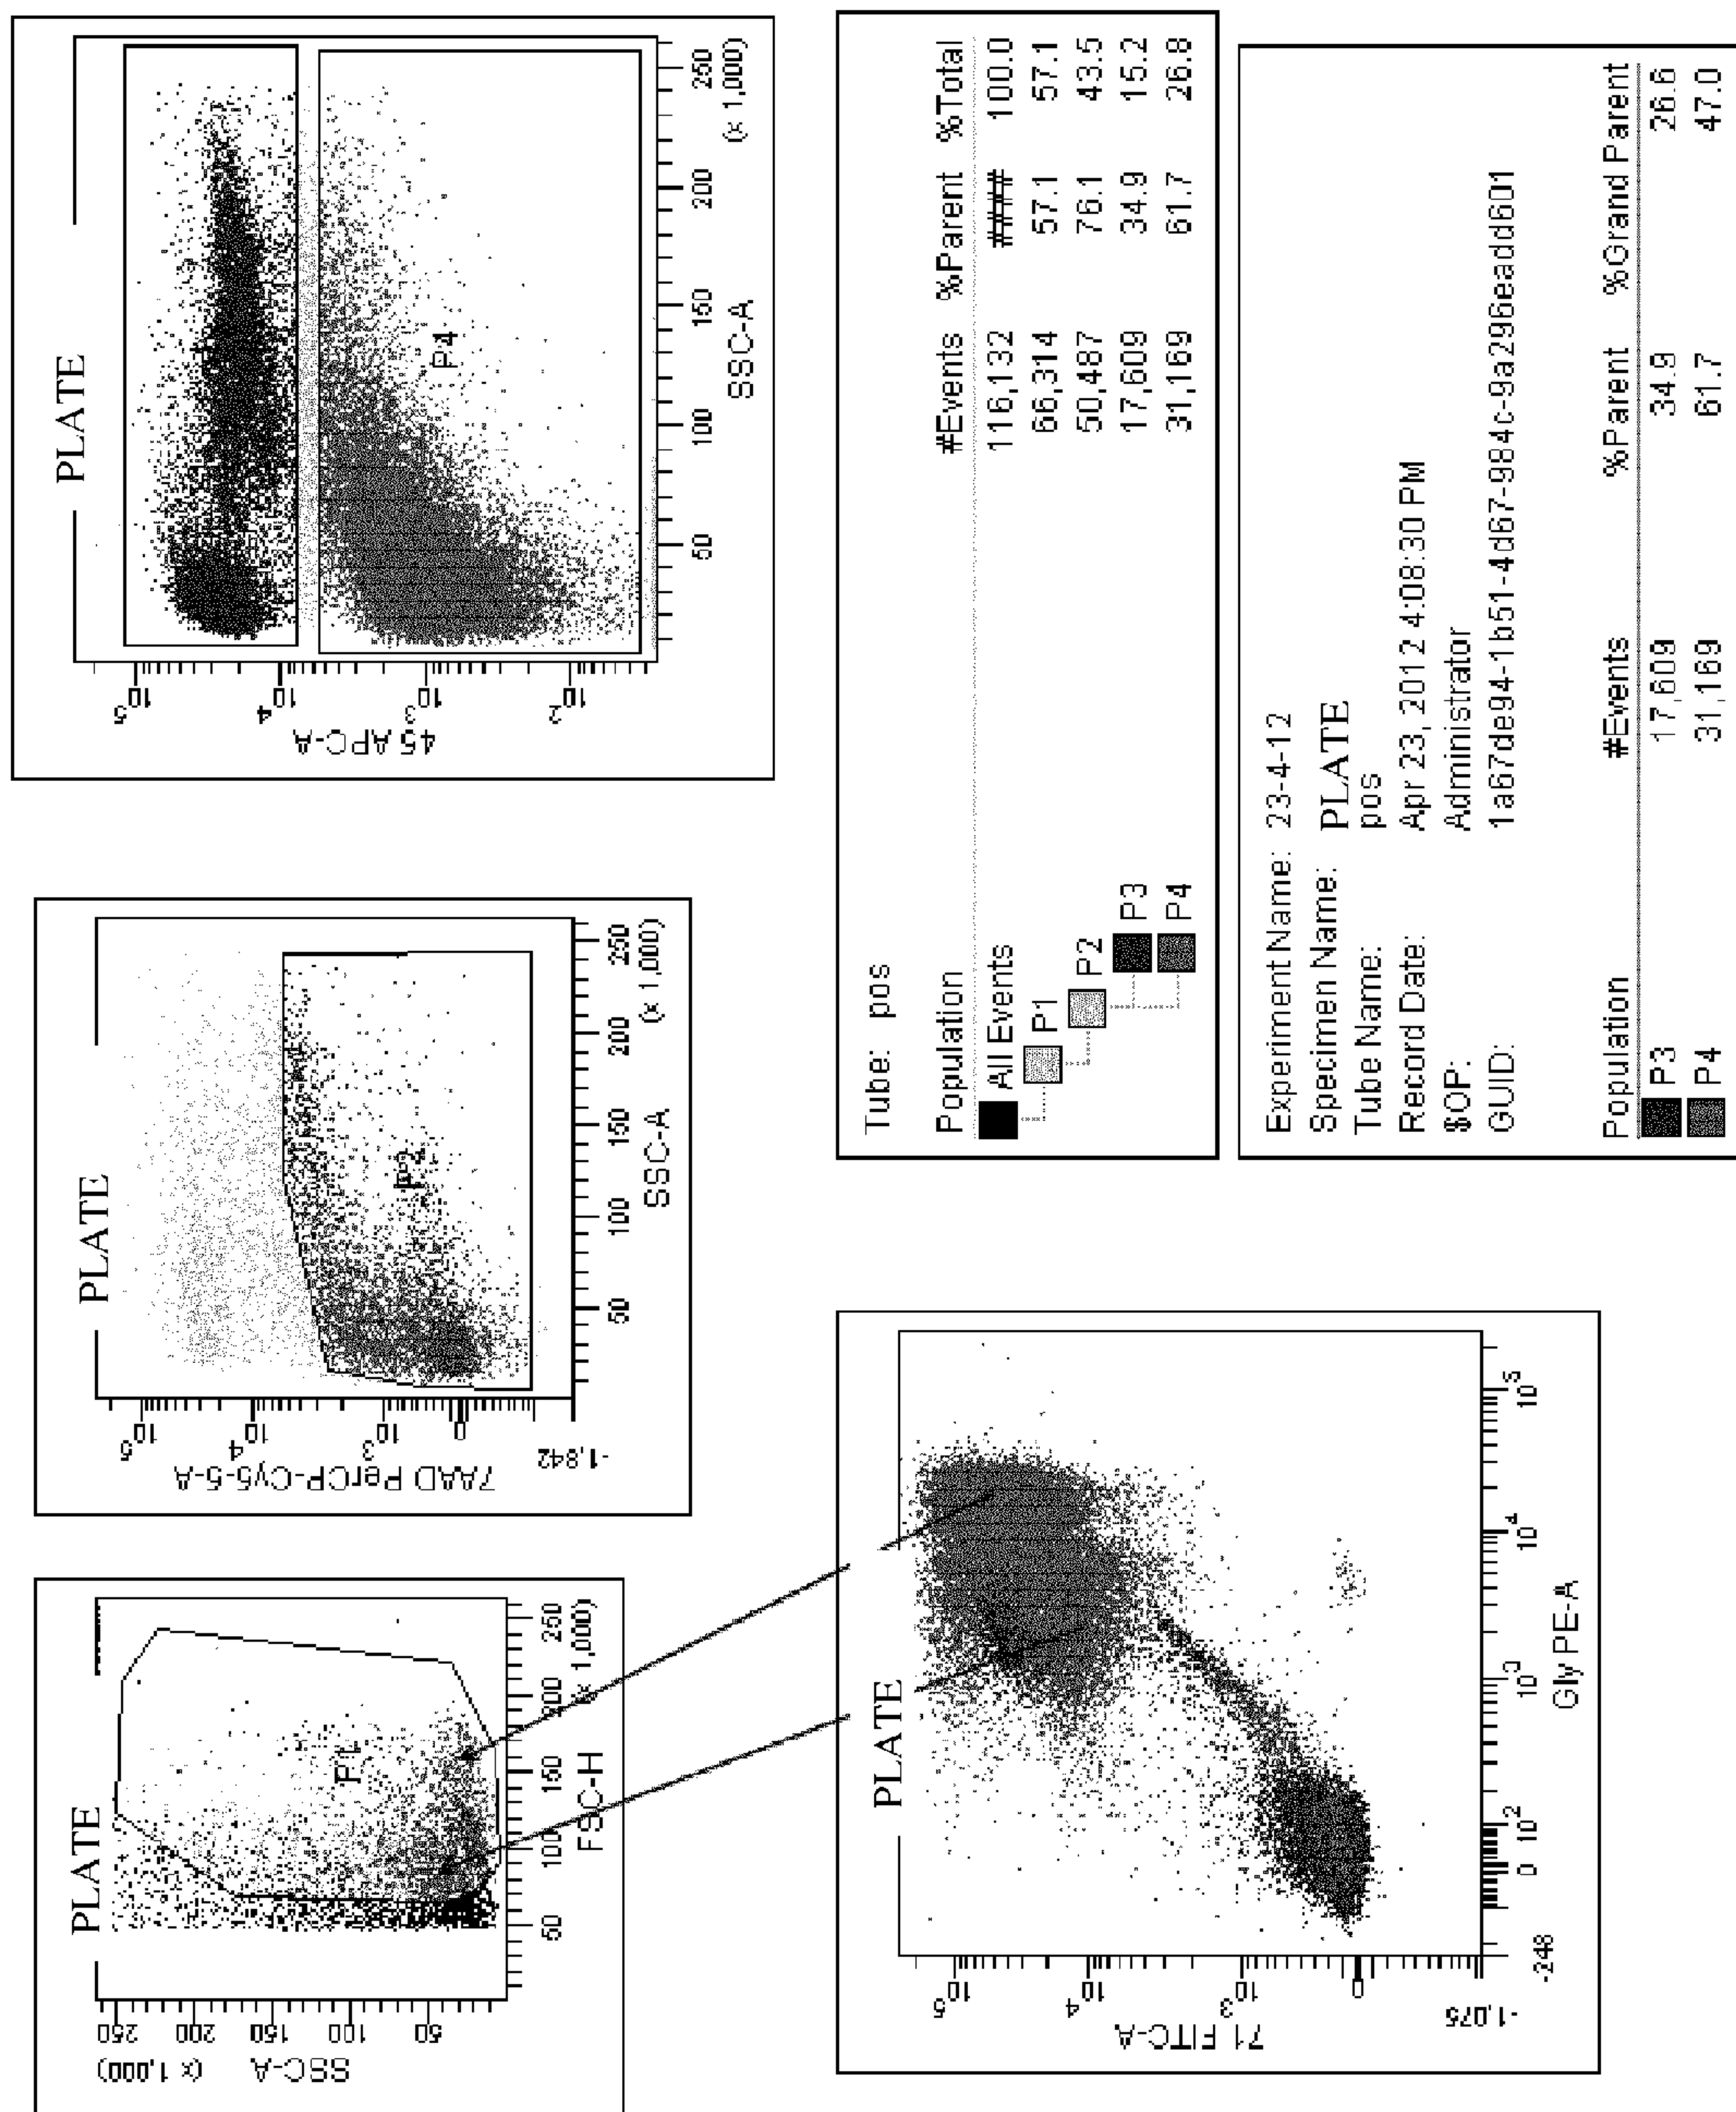 PLATE
SSC-A
(x 1,000)
250
200
150
100
50
P1
50
100
150
200
250
FSC-H
(x 1,000)
PLATE
7AAD PerCP-Cy5-5-A
10^5
10^4
10^3
0
-1,842
P2
50
100
150
200
250
SSC-A
(x 1,000)
PLATE
45 APC-A
10^5
10^4
10^3
10^2
P4
50
100
150
200
250
SSC-A
(x 1,000)
PLATE
71 FITC-A
10^5
10^4
10^3
0
-1,075
-248
0
10^2
10^3
10^4
10^5
Gly PE-A
Tube: pos
Population #Events %Parent %Total
All Events 116,132 #### 100.0
P1 66,314 57.1 57.1
P2 50,487 76.1 43.5
P3 17,609 34.9 15.2
P4 31,169 61.7 26.8
Experiment Name: 23-4-12
Specimen Name: PLATE
Tube Name: pos
Record Date: Apr 23, 2012 4:08:30 PM
$OP: Administrator
GUID: 1a67de94-1b51-4d67-984c-9a296eadd601
Population #Events %Parent %Grand Parent
P3 17,609 34.9 26.6
P4 31,169 61.7 47.0